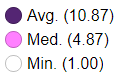 Avg. (10.87)
Med. (4.87)
Min. (1.00)